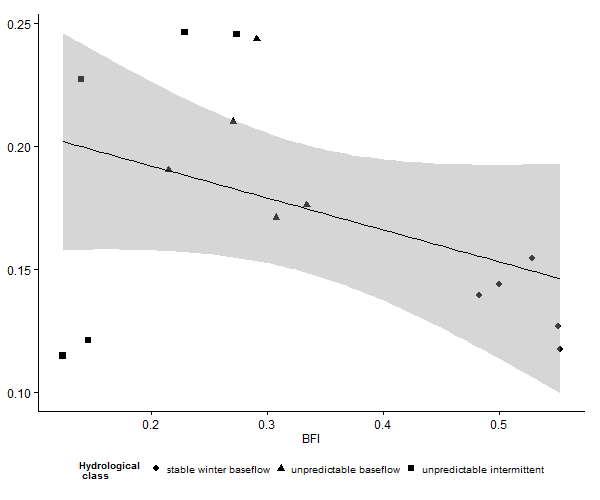 0.25
0.20
0.15
0.10
0.2 0.3 0.4 0.5
BFI
Hydrological
class
stable winter baseflow unpredictable baseflow unpredictable intermittent